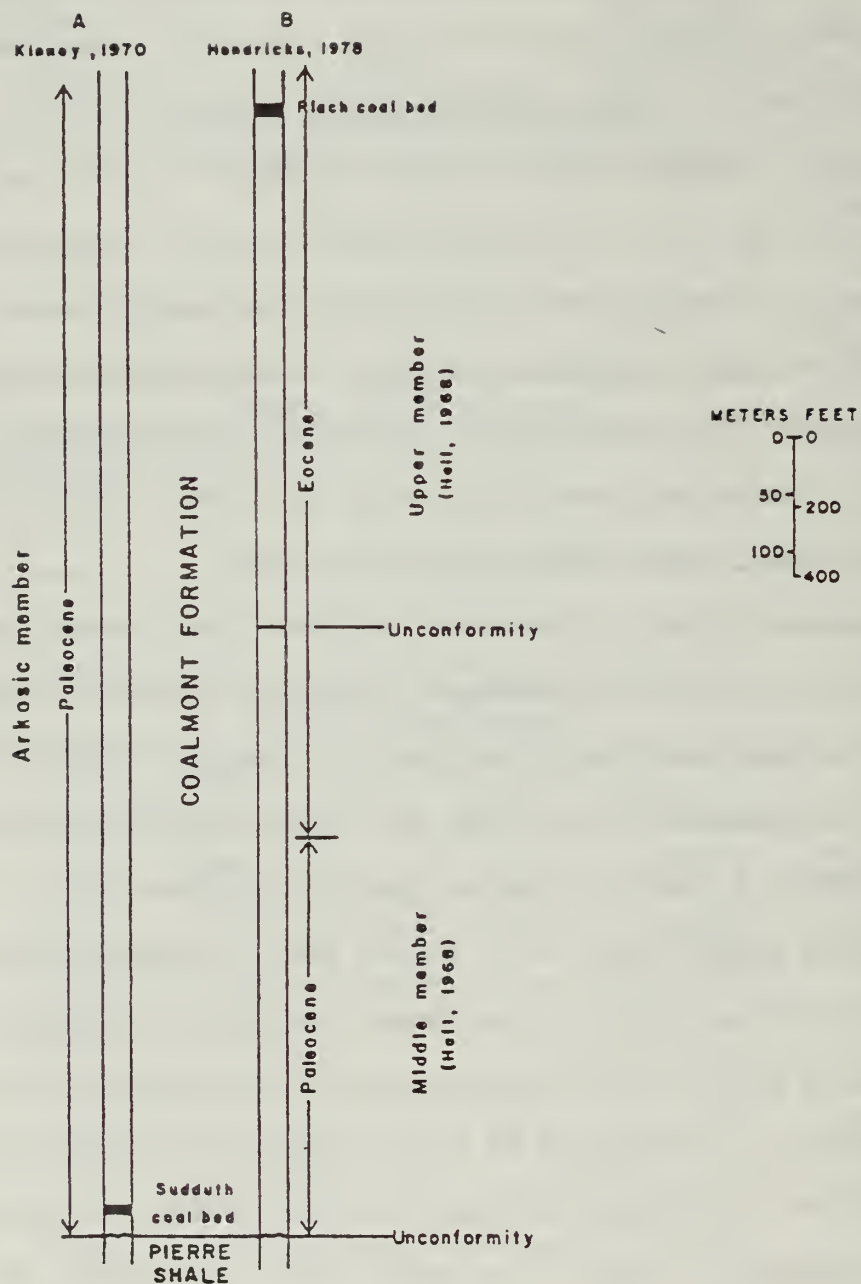 A
Kinney, 1970
B
Hendricks, 1978
Riach coal bed
Upper member
(Hail, 1968)
METERS FEET
0 0
50
200
100
400
Eocene
COALMONT FORMATION
Arkosic member
Paleocene
Unconformity
Middle member
(Hail, 1968)
Paleocene
Sudduth
coal bed
Unconformity
PIERRE
SHALE